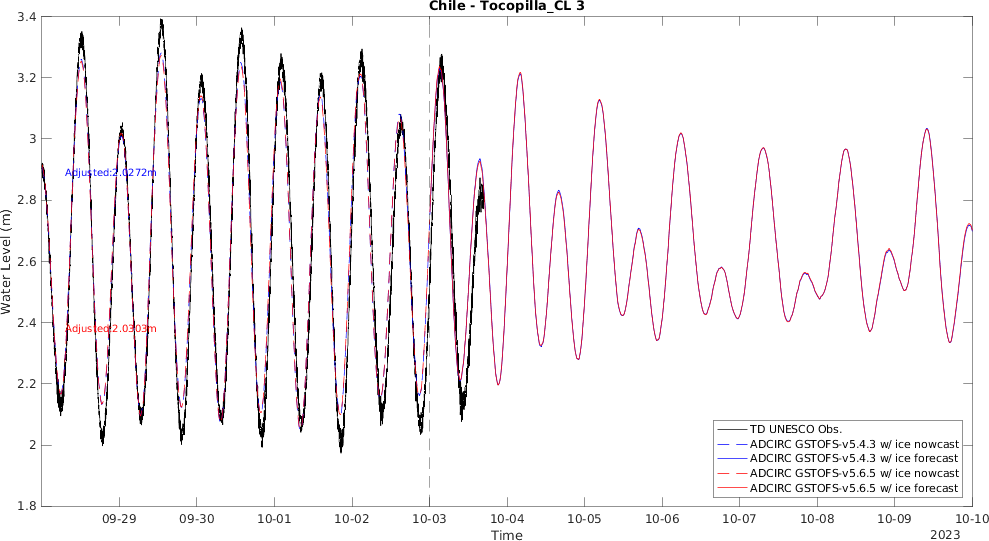 Chile - Tocopilla_CL 3
3.4
3.2
3
2.8
2.6
2.4
2.2
2
1.8
Water Level (m)
Adjusted:2.0272m
Adjusted:2.0303m
TD UNESCO Obs.
ADCIRC GSTOFS-v5.4.3 w/ ice nowcast
ADCIRC GSTOFS-v5.4.3 w/ ice forecast
ADCIRC GSTOFS-v5.6.5 w/ ice nowcast
ADCIRC GSTOFS-v5.6.5 w/ ice forecast
09-29 09-30 10-01 10-02 10-03 10-04 10-05 10-06 10-07 10-08 10-09 10-10
Time
2023